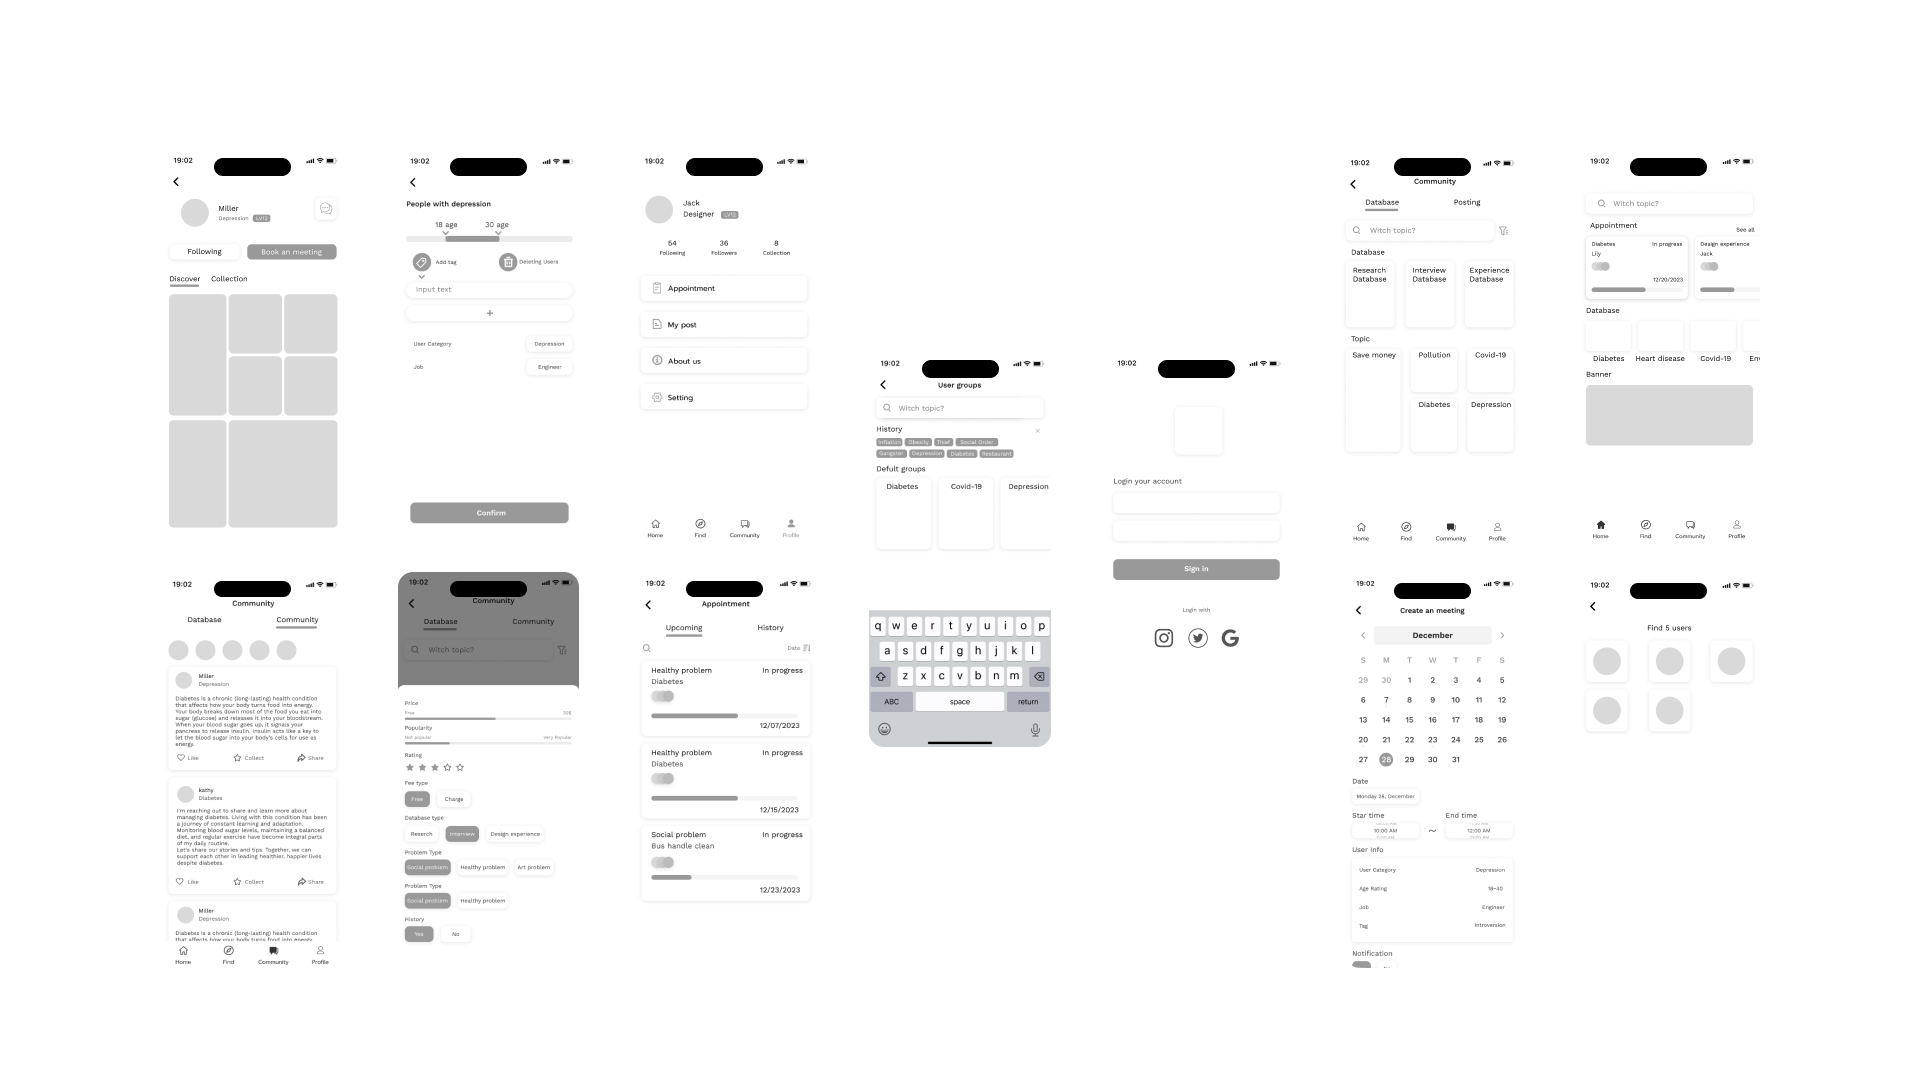 19:02
Miller
Depression LV12
Following
Book an meeting
Discover
Collection
19:02
People with depression
18 age
30 age
Add tag
Deleting Users
Input text
+
User Category
Depression
Job
Engineer
Confirm
19:02
Jack
Designer LV12
54
36
8
Following
Followers
Collection
Appointment
My post
About us
Setting
Home
Find
Community
Profile
19:02
User groups
Witch topic?
History
×
Inflation
Obesity
Thief
Social Order
Gangster
Depression
Diabetes
Restaurant
Defult groups
Diabetes
Covid-19
Depression
q w e r t y u i o p
a s d f g h j k l
z x c v b n m
ABC
space
return
19:02
Login your account
Sign in
Login with
19:02
Community
Database
Posting
Witch topic?
Database
Research
Database
Interview
Database
Experience
Database
Topic
Save money
Pollution
Covid-19
Diabetes
Depression
Home
Find
Community
Profile
19:02
Witch topic?
Appointment
See all
Diabetes
In progress
Lily
12/20/2023
Design experience
Jack
Database
Diabetes
Heart disease
Covid-19
Env
Banner
Home
Find
Community
Profile
19:02
Community
Database
Community
Miller
Depression
Diabetes is a chronic (long-lasting) health condition
that affects how your body turns food into energy.
Your body breaks down most of the food you eat into
sugar (glucose) and releases it into your bloodstream.
When your blood sugar goes up, it signals your
pancreas to release insulin. Insulin acts like a key to
let the blood sugar into your body's cells for use as
energy.
Like
Collect
Share
kathy
Diabetes
I'm reaching out to share and learn more about
managing diabetes. Living with this condition has been
a journey of constant learning and adaptation.
Monitoring blood sugar levels, maintaining a balanced
diet, and regular exercise have become integral parts
of my daily routine.
Let's share our stories and tips. Together, we can
support each other in leading healthier, happier lives
despite diabetes.
Like
Collect
Share
Miller
Depression
Diabetes is a chronic (long-lasting) health condition
that affects how your body turns food into energy.
Home
Find
Community
Profile
19:02
Community
Database
Community
Witch topic?
Price
Free
Popularity
Not popular
Very Popular
Rating
Fee type
Free
Charge
Database type
Reserch
Interview
Design experience
Problem Type
Social problem
Healthy problem
Art problem
Problem Type
Social problem
Healthy problem
History
Yes
No
19:02
Appointment
Upcoming
History
Date
Healthy problem
In progress
Diabetes
12/07/2023
Healthy problem
In progress
Diabetes
12/15/2023
Social problem
In progress
Bus handle clean
12/23/2023
19:02
Create an meeting
December
S M T W T F S
29 30 1 2 3 4 5
6 7 8 9 10 11 12
13 14 15 16 17 18 19
20 21 22 23 24 25 26
27 28 29 30 31
Date
Monday 28, December
Star time
End time
10:00 AM
~
12:00 AM
User Info
User Category
Depression
Age Rating
18-40
Job
Engineer
Tag
Introversion
Notification
19:02
Find 5 users